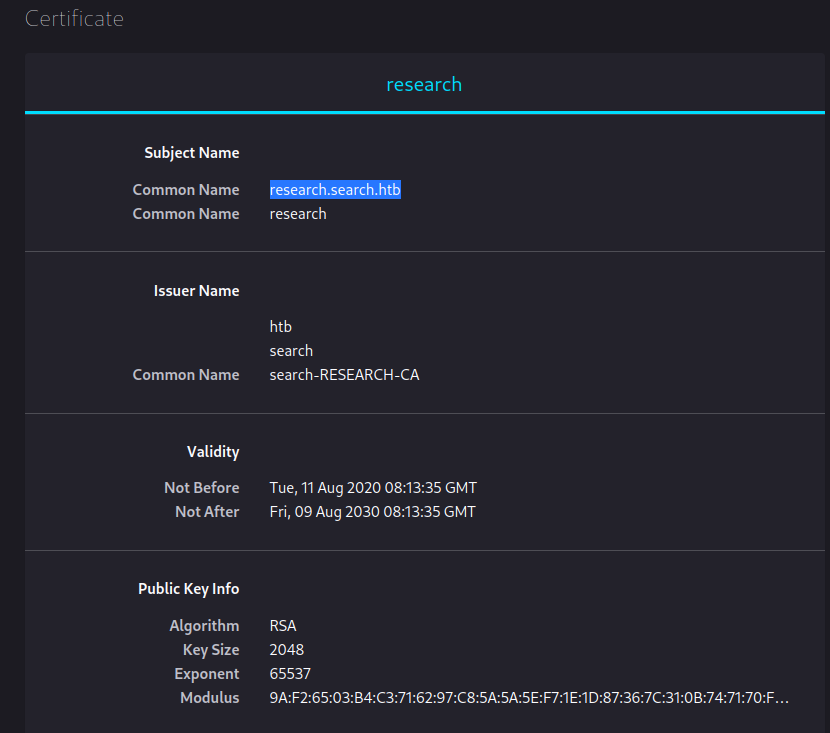 Certificate
research
Subject Name
Common Name research.search.htb
Common Name research
Issuer Name
htb
search
Common Name search-RESEARCH-CA
Validity
Not Before Tue, 11 Aug 2020 08:13:35 GMT
Not After Fri, 09 Aug 2030 08:13:35 GMT
Public Key Info
Algorithm RSA
Key Size 2048
Exponent 65537
Modulus 9A:F2:65:03:B4:C3:71:62:97:C8:5A:5A:5E:F7:1E:1D:87:36:7C:31:0B:74:71:70:F…